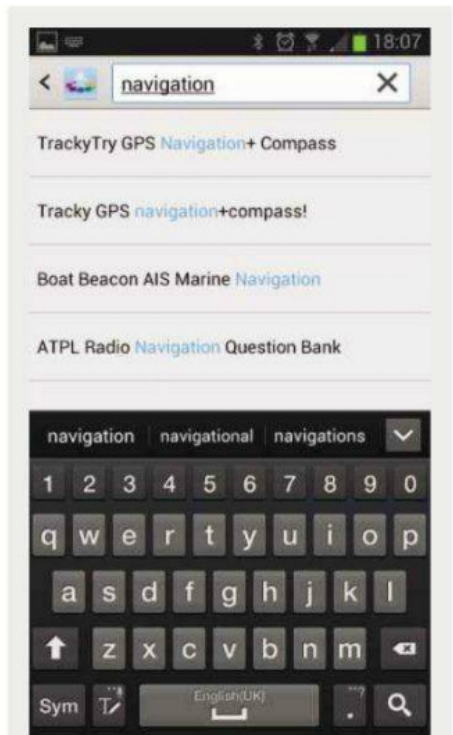 18:07
navigation
TrackyTry GPS Navigation+ Compass
Tracky GPS navigation+compass!
Boat Beacon AIS Marine Navigation
ATPL Radio Navigation Question Bank
navigation navigational navigations
1 2 3 4 5 6 7 8 9 0
q w e r t y u i o p
a s d f g h j k l
z x c v b n m
Sym T English(UK) . ?